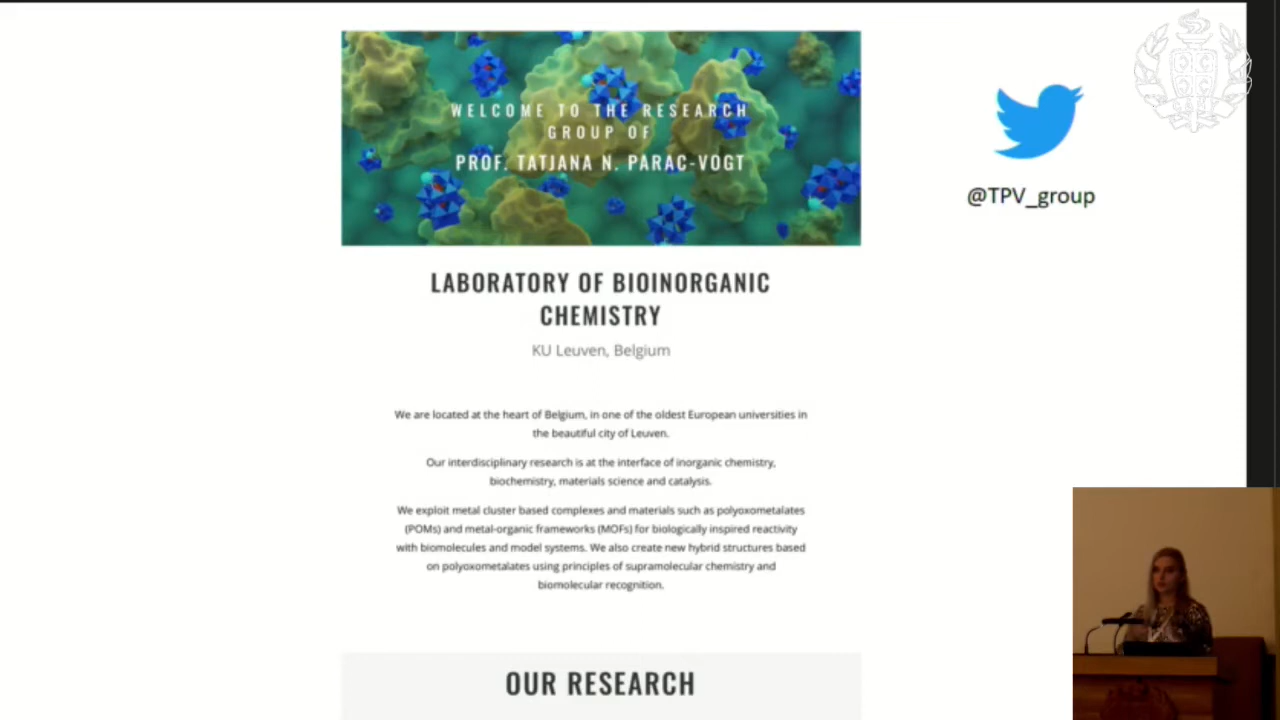 WELCOME TO THE RESEARCH
GROUP OF
PROF. TATJANA N. PARAC-VOGT
@TPV_group
LABORATORY OF BIOINORGANIC
CHEMISTRY
KU Leuven, Belgium
We are located at the heart of Belgium, in one of the oldest European universities in
the beautiful city of Leuven.
Our interdisciplinary research is at the interface of inorganic chemistry,
biochemistry, materials science and catalysis.
We exploit metal cluster based complexes and materials such as polyoxometalates
(POMs) and metal-organic frameworks (MOFs) for biologically inspired reactivity
with biomolecules and model systems. We also create new hybrid structures based
on polyoxometalates using principles of supramolecular chemistry and
biomolecular recognition.
OUR RESEARCH